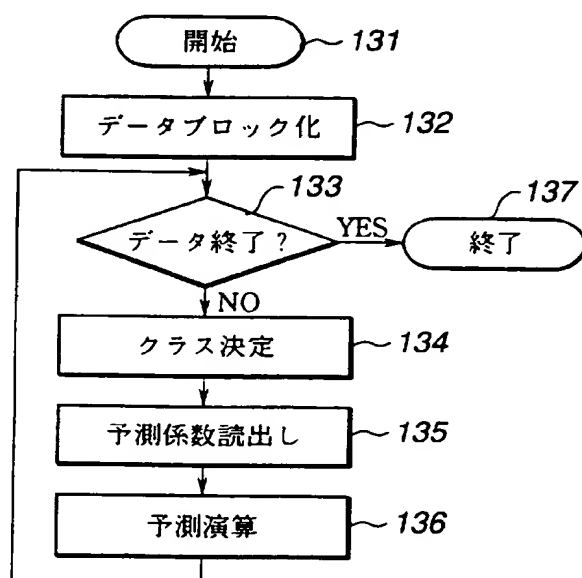 開始
131
データブロック化
132
133
データ終了?
YES
137
終了
NO
クラス決定
134
予測係数読出し
135
予測演算
136